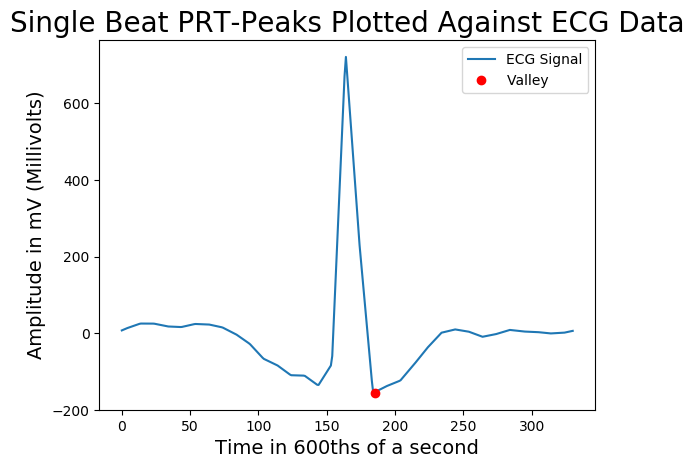 Single Beat PRT-Peaks Plotted Against ECG Data
ECG Signal
Valley
Amplitude in mV (Millivolts)
600
400
200
0
−200
0 50 100 150 200 250 300
Time in 600ths of a second